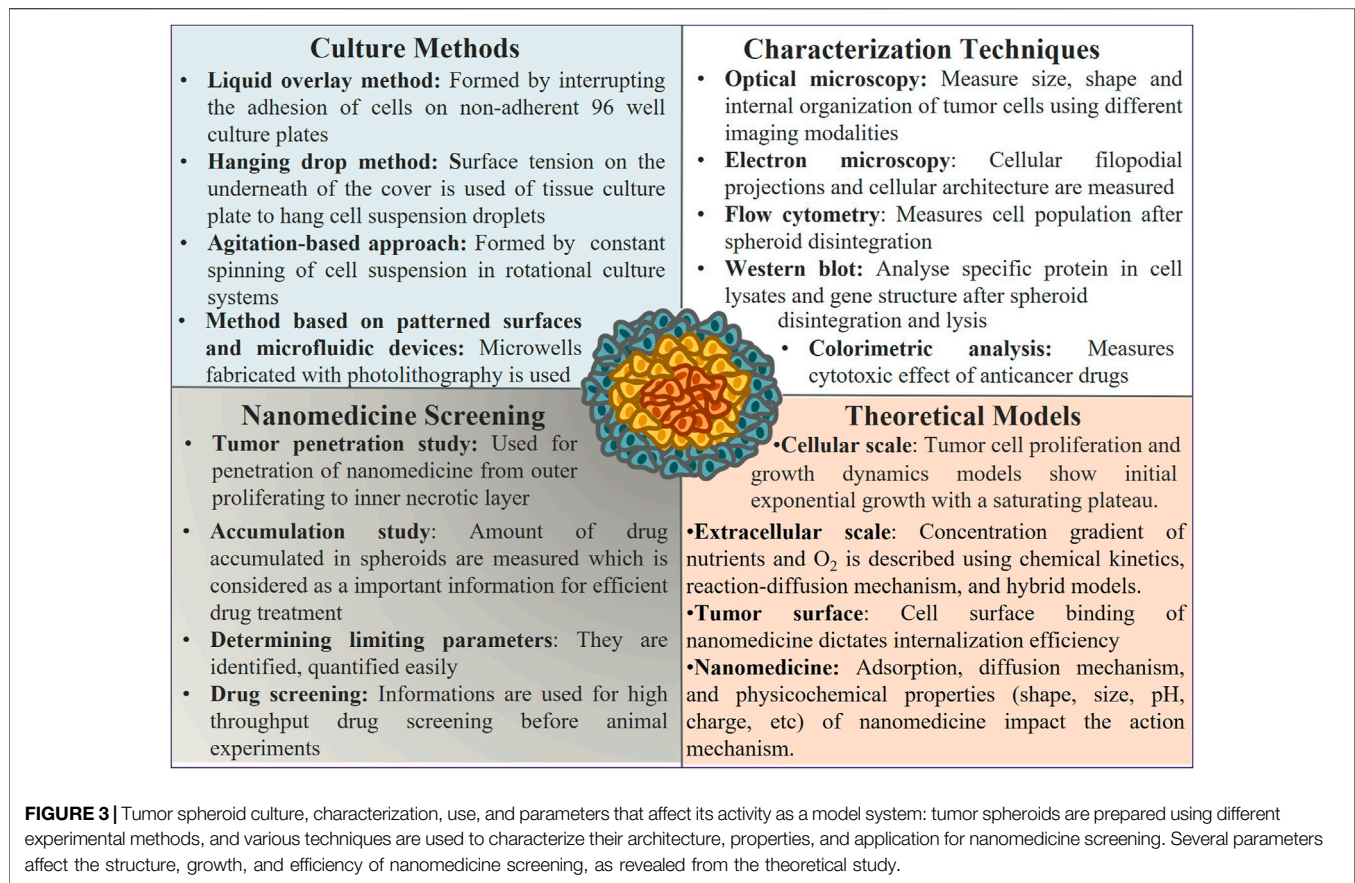 Culture Methods
• Liquid overlay method: Formed by interrupting
the adhesion of cells on non-adherent 96 well
culture plates
• Hanging drop method: Surface tension on the
underneath of the cover is used of tissue culture
plate to hang cell suspension droplets
• Agitation-based approach: Formed by constant
spinning of cell suspension in rotational culture
systems
• Method based on patterned surfaces
and microfluidic devices: Microwells
fabricated with photolithography is used
Characterization Techniques
• Optical microscopy: Measure size, shape and
internal organization of tumor cells using different
imaging modalities
• Electron microscopy: Cellular filopodial
projections and cellular architecture are measured
• Flow cytometry: Measures cell population after
spheroid disintegration
• Western blot: Analyse specific protein in cell
lysates and gene structure after spheroid
disintegration and lysis
• Colorimetric analysis: Measures
cytotoxic effect of anticancer drugs
Nanomedicine Screening
• Tumor penetration study: Used for
penetration of nanomedicine from outer
proliferating to inner necrotic layer
• Accumulation study: Amount of drug
accumulated in spheroids are measured which is
considered as a important information for efficient
drug treatment
• Determining limiting parameters: They are
identified, quantified easily
• Drug screening: Informations are used for high
throughput drug screening before animal
experiments
Theoretical Models
•Cellular scale: Tumor cell proliferation and
growth dynamics models show initial
exponential growth with a saturating plateau.
•Extracellular scale: Concentration gradient of
nutrients and O₂ is described using chemical kinetics,
reaction-diffusion mechanism, and hybrid models.
•Tumor surface: Cell surface binding of
nanomedicine dictates internalization efficiency
•Nanomedicine: Adsorption, diffusion mechanism,
and physicochemical properties (shape, size, pH,
charge, etc) of nanomedicine impact the action
mechanism.
FIGURE 3 | Tumor spheroid culture, characterization, use, and parameters that affect its activity as a model system: tumor spheroids are prepared using different
experimental methods, and various techniques are used to characterize their architecture, properties, and application for nanomedicine screening. Several parameters
affect the structure, growth, and efficiency of nanomedicine screening, as revealed from the theoretical study.